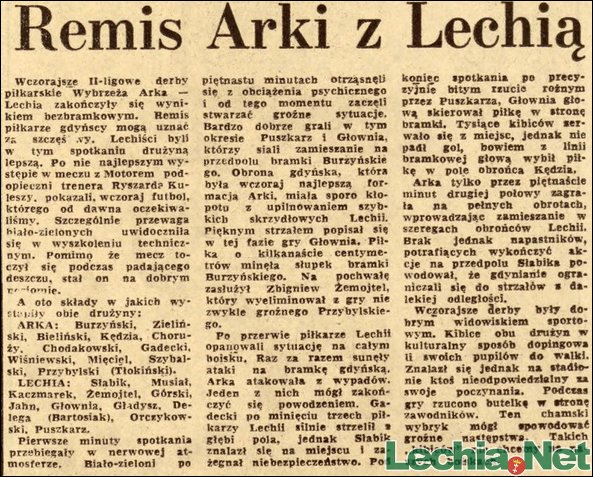 Remis Arki z Lechią
Wczorajsze II-ligowe derby
piłkarskie Wybrzeża Arka —
Lechia zakończyły się wyni
kiem bezbramkowym. Remis
piłkarze gdyńscy mogą uznać
za szczęś wy. Lechiści byli
w tym spotkaniu drużyną
lepszą. Po nie najlepszym wy-
stępie w meczu z Motorem pod-
opieczni trenera Ryszarda Ku-
leszy, pokazali, wczoraj futbol,
którego od dawna oczekiwa-
liśmy. Szczególnie przewaga
biało-zielonych uwidoczniła
się w wyszkoleniu technicz-
nym. Pomimo że mecz to-
czył się podczas padającego
deszczu, stał on na dobrym
poziomie.
A oto składy w jakich wy-
stąpiły obie drużyny:
ARKA: Burzyński, Zieliń-
ski, Bieliński, Kędzia, Choru-
ży, Chodakowski, Gadecki,
Wiśniewski, Mięciel, Szybal-
ski, Przybylski (Tłokiński).
LECHIA: Słabik, Musiał,
Kaczmarek, Żemojtel, Górski,
Jahn, Głownia, Gładysz, De-
lega (Bartosiak), Orczykow-
ski, Puszkarz.
Pierwsze minuty spotkania
przebiegały w nerwowej at-
mosferze. Biało-zieloni po
piętnastu minutach otrząsnęli
się z obciążenia psychicznego
i od tego momentu zaczęli
stwarzać groźne sytuacje.
Bardzo dobrze grali w tym
okresie Puszkarz i Głownia,
którzy siali zamieszanie na
przedpolu bramki Burzyńskie-
go. Obrona gdyńska, która
była wczoraj najlepszą for-
macją Arki, miała sporo kło-
potu z upilnowaniem szyb-
kich skrzydłowych Lechii.
Pięknym strzałem popisał się
w tej fazie gry Głownia. Pił-
ka o kilkanaście centyme-
trów minęła słupek bramki
Burzyńskiego. Na pochwałę
zasłużył Zbigniew Żemojtel,
który wyeliminował z gry nie
zwykle groźnego Przybylskie-
go.
Po przerwie piłkarze Lechii
opanowali sytuację na całym
boisku. Raz za razem sunęły
ataki na bramkę gdyńską.
Arka atakowała z wypadów.
Jeden z nich mógł zakoń-
czyć się powodzeniem. Ga-
decki po minięciu trzech pił-
karzy Lechii silnie strzelił z
głębi pola, jednak Słabik
znalazł się na miejscu i za-
żegnał niebezpieczeństwo. Pod
koniec spotkania po precy-
zyjnie bitym rzucie rożnym
przez Puszkarza, Głownia gło
wą skierował piłkę w stronę
bramki. Tysiące kibiców zer-
wało się z miejsc, jednak nie
padł gol, bowiem z linii
bramkowej głową wybił pił-
kę w pole obrońca Kędzia.
Arka tylko przez piętnaście
minut drugiej połowy zagra
ła na pełnych obrotach,
wprowadzając zamieszanie w
szeregach obrońców Lechii.
Brak jednak napastników,
potrafiących wykończyć ak-
cje na przedpolu Słabika po
wodował, że gdynianie ograni-
czali się do strzałów z da-
lekiej odległości.
Wczorajsze derby były do-
brym widowiskiem sporto-
wym. Kibice obu drużyn w
kulturalny sposób dopingowa
li swoich pupilów do walki.
Znalazł się jednak na stadio-
nie ktoś nieodpowiedzialny za
swoje poczynania. Podczas
gry rzucono butelkę w stronę
zawodników. Ten chamski
wybryk mógł spowodować
groźne następstwa. Takich
Lechia.Net